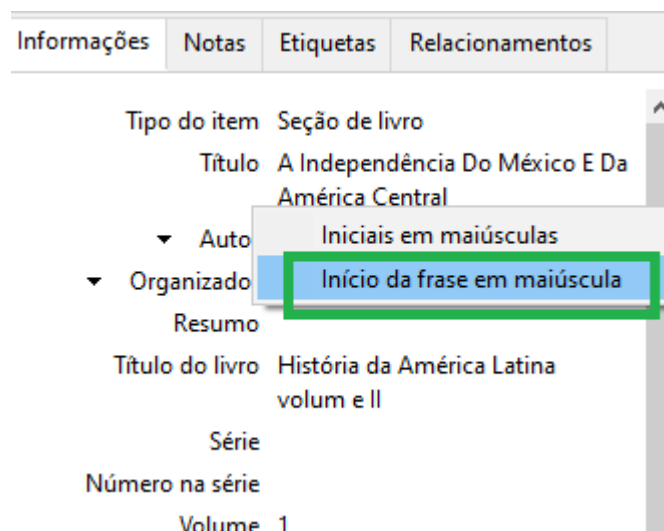 Informações Notas Etiquetas Relacionamentos
Tipo do item Seção de livro
Título A Independência Do México E Da
América Central
Auto
Iniciais em maiúsculas
Organizado
Início da frase em maiúscula
Resumo
Título do livro História da América Latina
volum e II
Série
Número na série
Volume 1